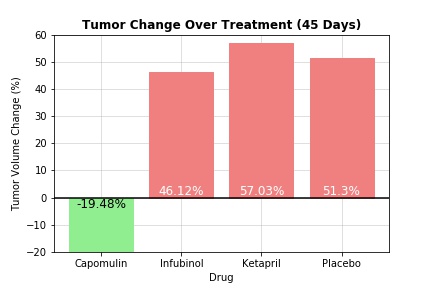 Tumor Change Over Treatment (45 Days)
Tumor Volume Change (%)
60
50
40
30
20
10
0
−10
−20
-19.48%
46.12%
57.03%
51.3%
Capomulin
Infubinol
Ketapril
Placebo
Drug